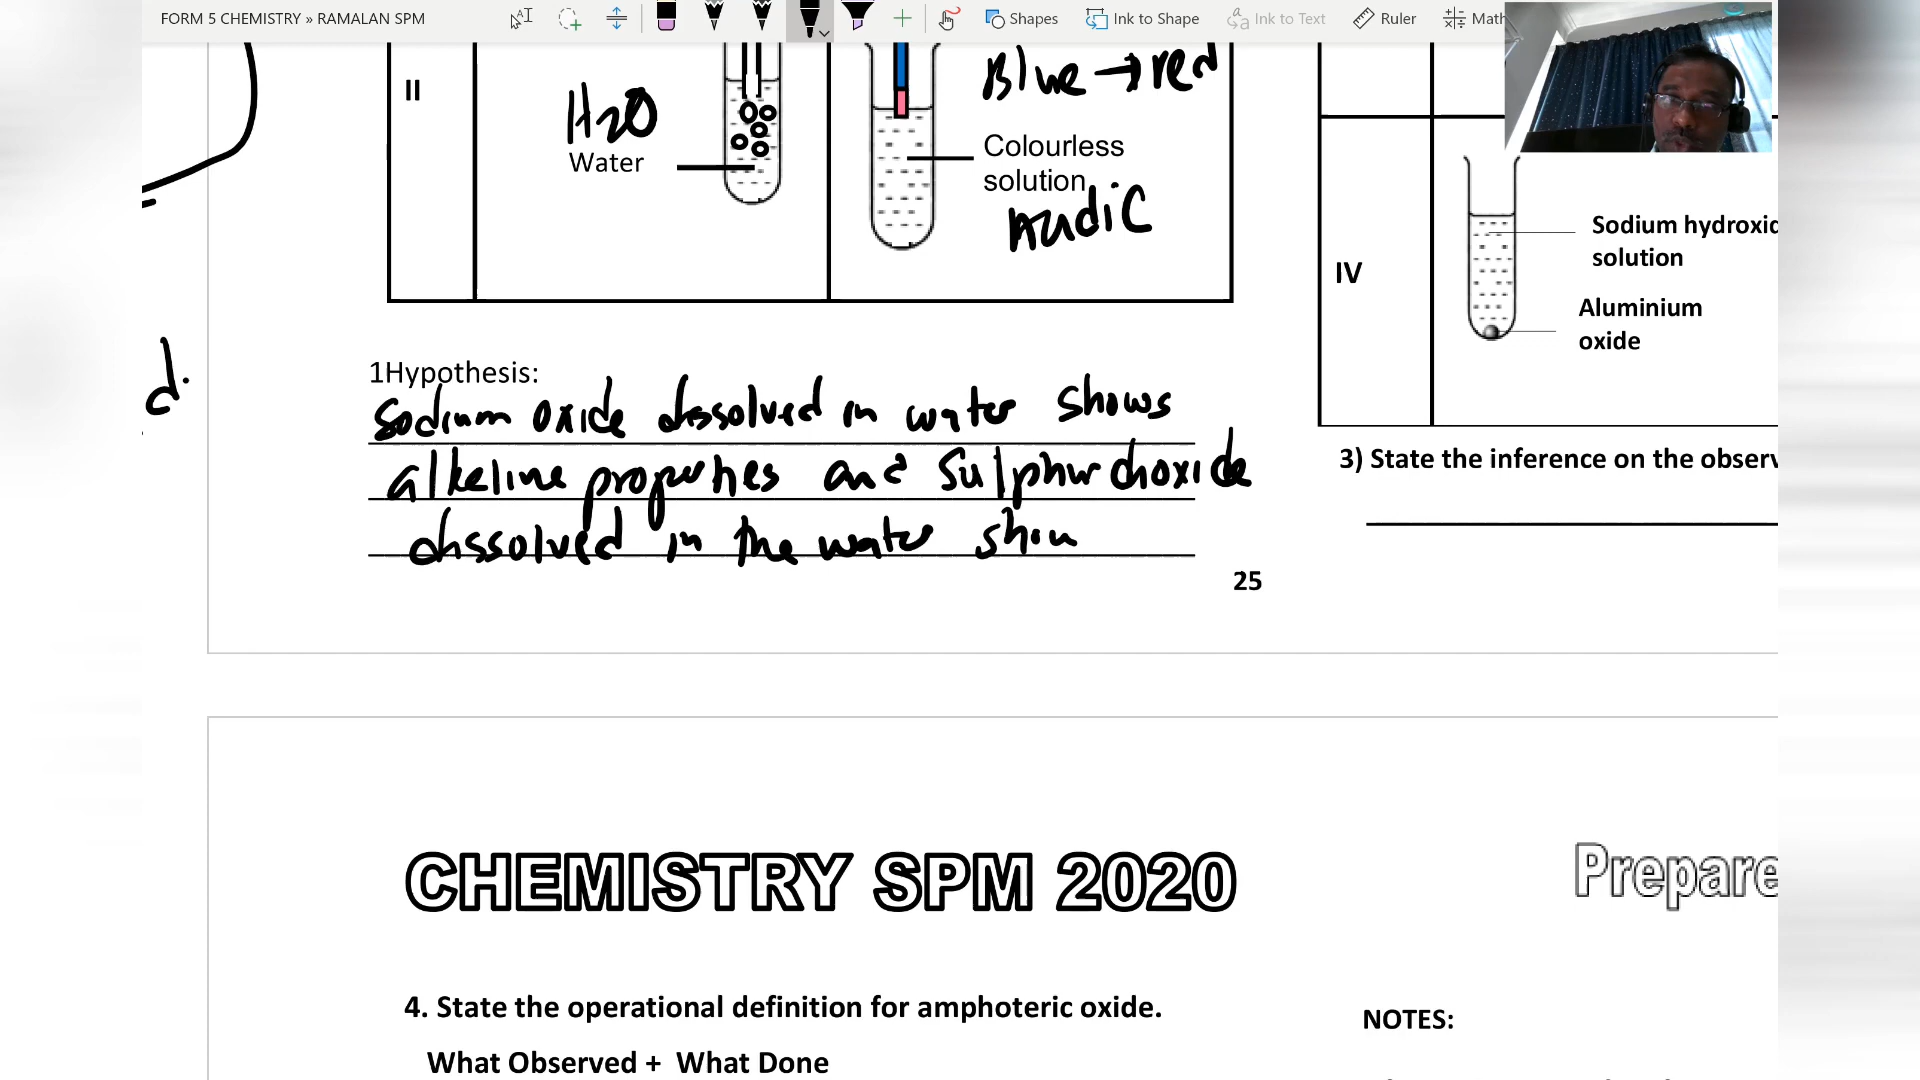 FORM 5 CHEMISTRY » RAMALAN SPM
Shapes
Ink to Shape
Ink to Text
Ruler
Math
II
H2O
Water
Blue → red
Colourless
solution
IV
Sodium hydroxid
solution
Aluminium
oxide
d.
1Hypothesis:
Sodium oxide dissolved in water shows
alkeline properties and Sulphur dioxide
dissolved in the water show
3) State the inference on the observ
25
CHEMISTRY SPM 2020
Prepare
4. State the operational definition for amphoteric oxide.
What Observed + What Done
NOTES: